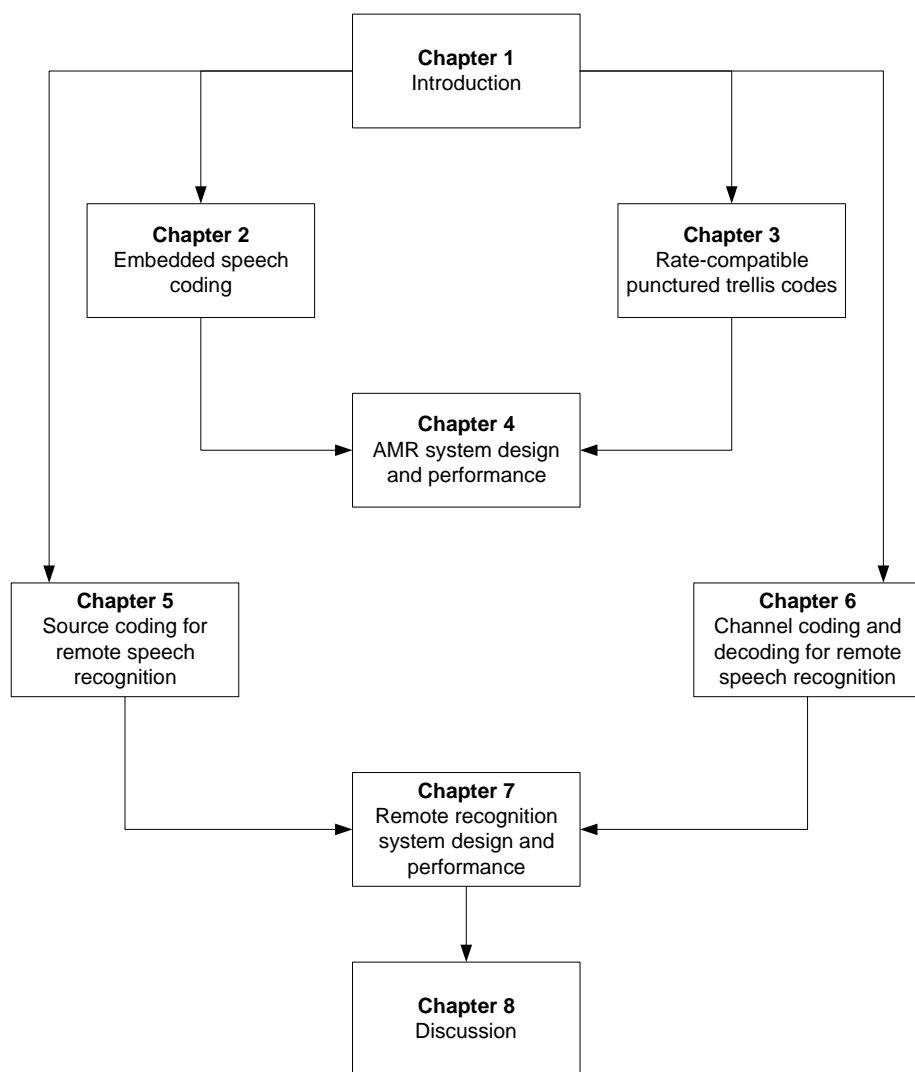 Chapter 1
Introduction
Chapter 2
Embedded speech
coding
Chapter 3
Rate-compatible
punctured trellis codes
Chapter 4
AMR system design
and performance
Chapter 5
Source coding for
remote speech
recognition
Chapter 6
Channel coding and
decoding for remote
speech recognition
Chapter 7
Remote recognition
system design and
performance
Chapter 8
Discussion